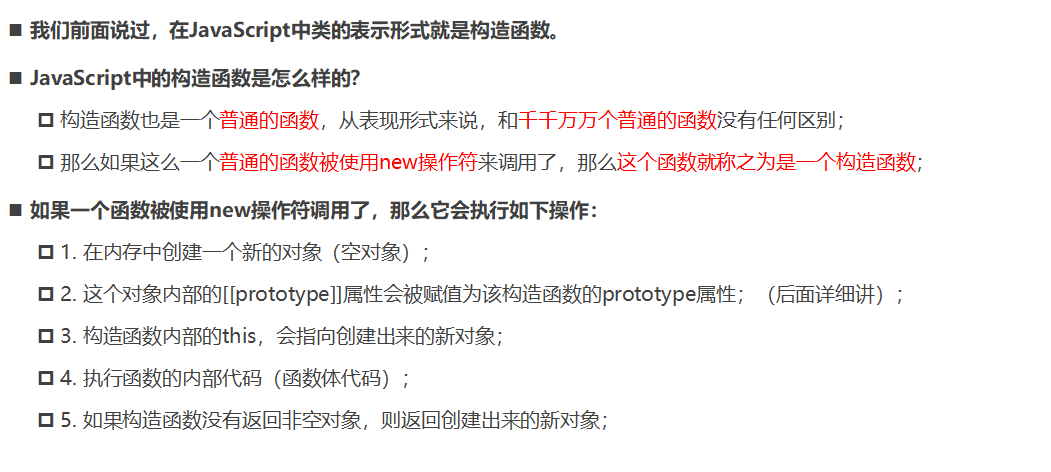 我们前面说过，在JavaScript中类的表示形式就是构造函数。
JavaScript中的构造函数是怎么样的？
构造函数也是一个普通的函数，从表现形式来说，和千千万万个普通的函数没有任何区别；
那么如果这么一个普通的函数被使用new操作符来调用了，那么这个函数就称之为是一个构造函数；
如果一个函数被使用new操作符调用了，那么它会执行如下操作：
1. 在内存中创建一个新的对象（空对象）；
2. 这个对象内部的[[prototype]]属性会被赋值为该构造函数的prototype属性；（后面详细讲）；
3. 构造函数内部的this，会指向创建出来的新对象；
4. 执行函数的内部代码（函数体代码）；
5. 如果构造函数没有返回非空对象，则返回创建出来的新对象；